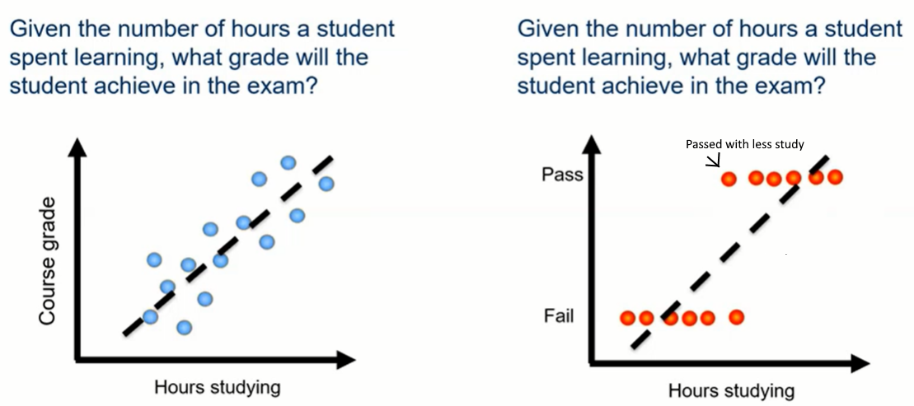 Given the number of hours a student
spent learning, what grade will the
student achieve in the exam?
Course grade
Hours studying
Given the number of hours a student
spent learning, what grade will the
student achieve in the exam?
Passed with less study
Pass
Fail
Hours studying